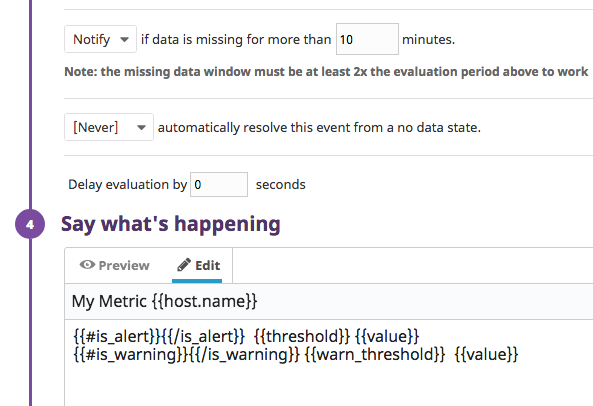 Notify if data is missing for more than 10 minutes.
Note: the missing data window must be at least 2x the evaluation period above to work
[Never] automatically resolve this event from a no data state.
Delay evaluation by 0 seconds
4 Say what's happening
Preview Edit
My Metric {{host.name}}
{{#is_alert}}{{/is_alert}} {{threshold}} {{value}}
{{#is_warning}}{{/is_warning}} {{warn_threshold}} {{value}}